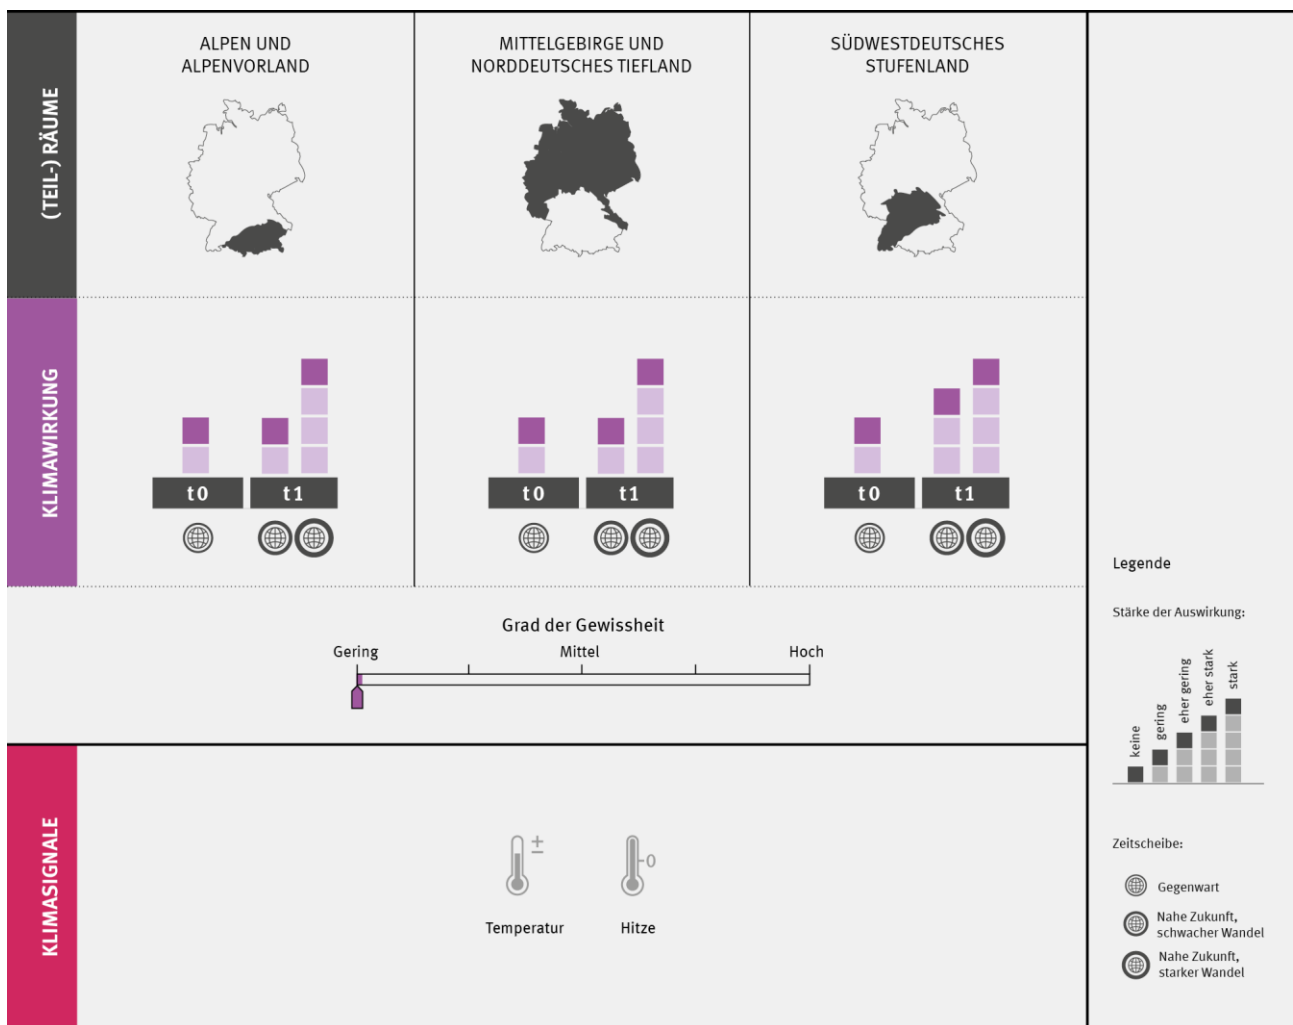 (TEIL-) RÄUME
ALPEN UND
ALPENVORLAND
MITTELGEBIRGE UND
NORDDEUTSCHES TIEFLAND
SÜDWESTDEUTSCHES
STUFENLAND
KLIMAWIRKUNG
t0
t1
t0
t1
t0
t1
Grad der Gewissheit
Gering
Mittel
Hoch
KLIMASIGNALE
±
0
Temperatur
Hitze
Legende
Stärke der Auswirkung:
keine
gering
eher gering
eher stark
stark
Zeitscheibe:
Gegenwart
Nahe Zukunft,
schwacher Wandel
Nahe Zukunft,
starker Wandel